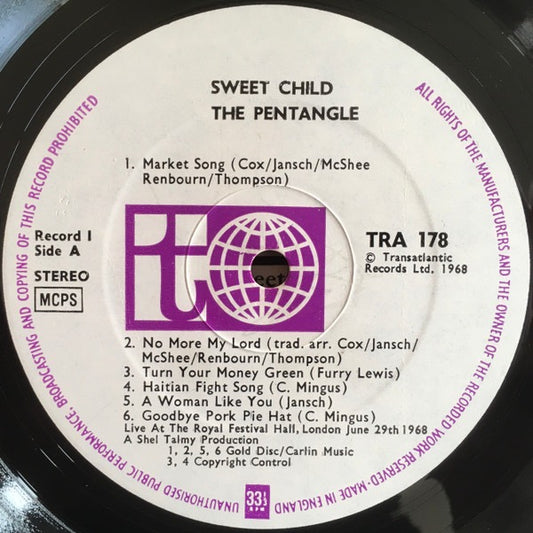 SWEET CHILD
THE PENTANGLE
1. Market Song (Cox/Jansch/McShee
Renbourn/Thompson)
Record I
Side A
STEREO
MCPS
t
TRA 178
© Transatlantic
Records Ltd, 1968
2. No More My Lord (trad. arr. Cox/Jansch/
McShee/Renbourn/Thompson)
3. Turn Your Money Green (Furry Lewis)
4. Haitian Fight Song (C. Mingus)
5. A Woman Like You (Jansch)
6. Goodbye Pork Pie Hat (C. Mingus)
Live At The Royal Festival Hall, London June 29th 1968
A Shel Talmy Production
1, 2, 5, 6 Gold Disc/Carlin Music
3, 4 Copyright Control
33⅓
RPM
ALL RIGHTS OF THE MANUFACTURERS AND THE OWNER OF THE RECORDED WORK RESERVED - MADE IN ENGLAND
UNAUTHORISED PUBLIC PERFORMANCE, BROADCASTING AND COPYING OF THIS RECORD PROHIBITED